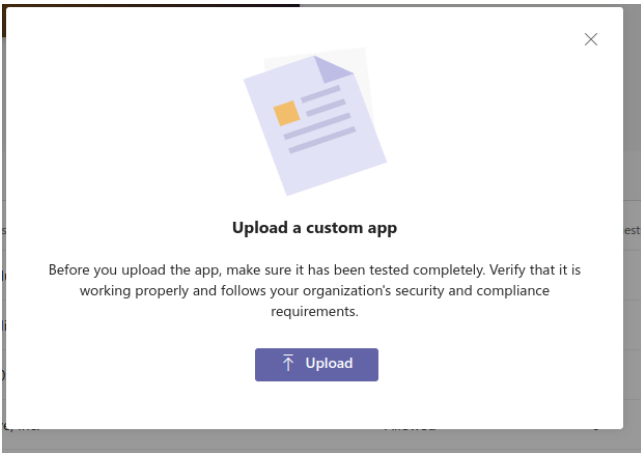 Upload a custom app
Before you upload the app, make sure it has been tested completely. Verify that it is
working properly and follows your organization's security and compliance
requirements.
Upload